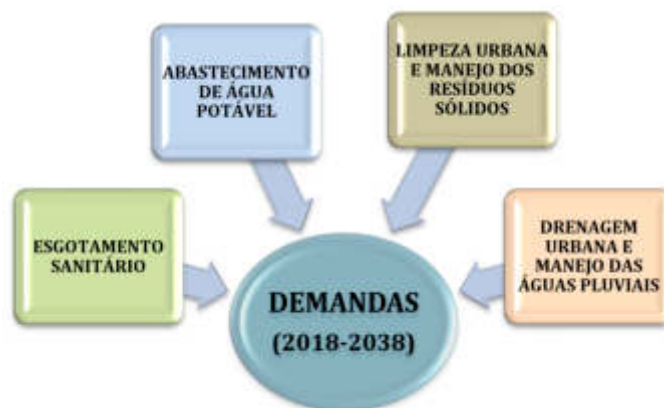 ABASTECIMENTO
DE ÁGUA
POTÁVEL
LIMPEZA URBANA
E MANEJO DOS
RESÍDUOS
SÓLIDOS
ESGOTAMENTO
SANITÁRIO
DRENAGEM
URBANA E
MANEJO DAS
ÁGUAS PLUVIAIS
DEMANDAS
(2018-2038)